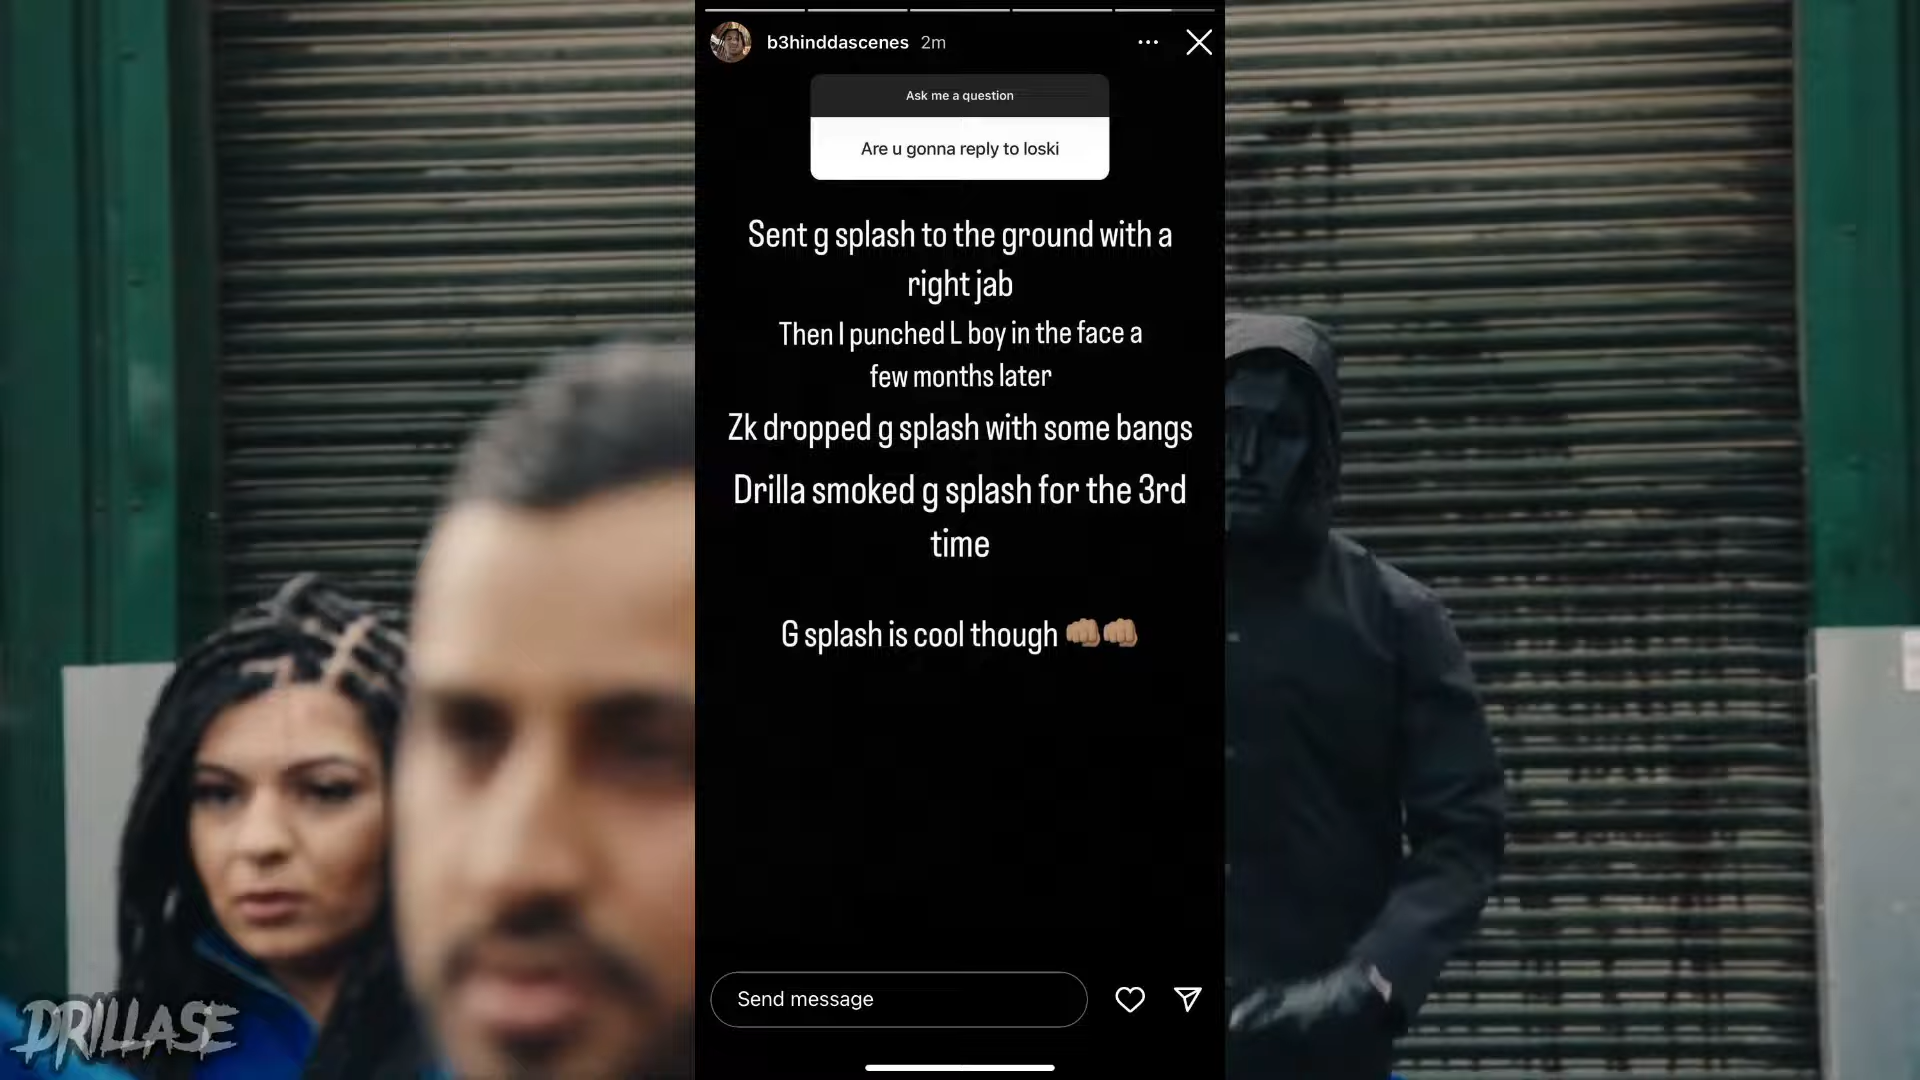 b3hinddascenes 2m
Ask me a question
Are u gonna reply to loski
Sent g splash to the ground with a
right jab
Then I punched L boy in the face a
few months later
Zk dropped g splash with some bangs
Drilla smoked g splash for the 3rd
time
G splash is cool though 👊🏽👊🏽
Send message
DRILLASE